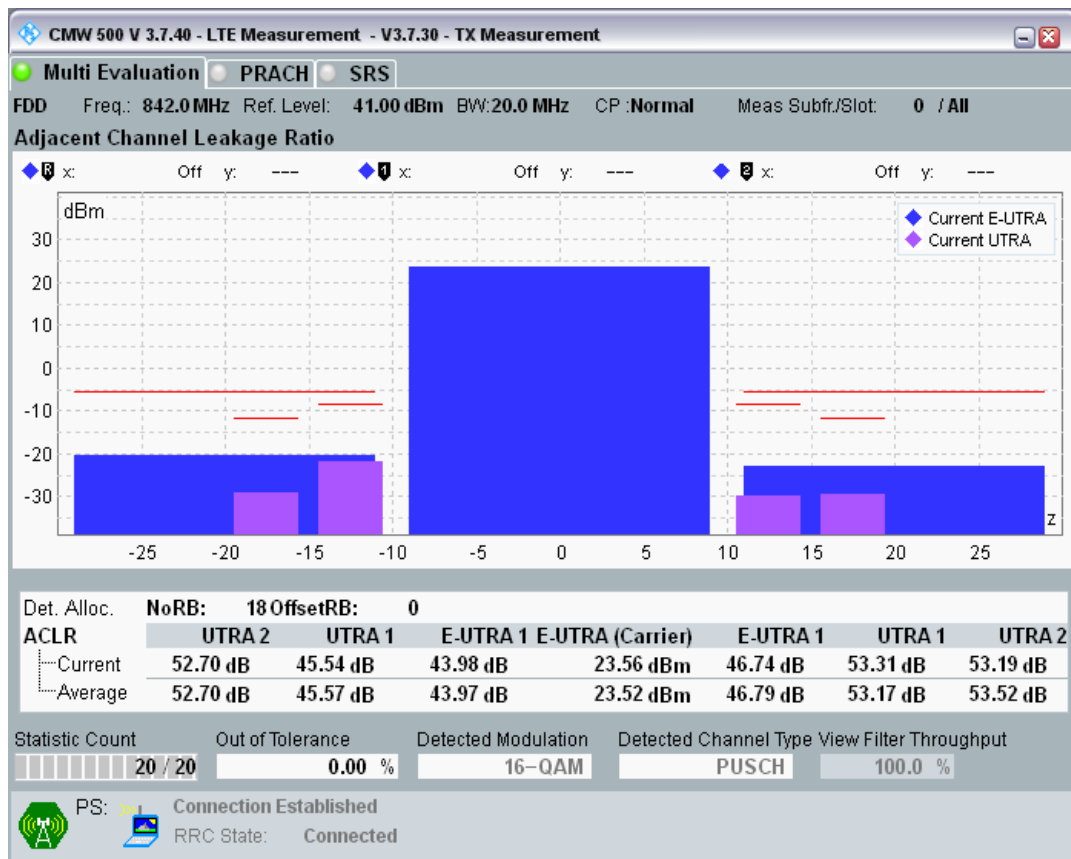 CMW 500 V 3.7.40 - LTE Measurement - V3.7.30 - TX Measurement
Multi Evaluation PRACH SRS
FDD Freq.: 842.0 MHz Ref. Level: 41.00 dBm BW: 20.0 MHz CP :Normal Meas Subfr./Slot: 0 / All
Adjacent Channel Leakage Ratio
R x: Off y: --- 1 x: Off y: --- 2 x: Off y: ---
dBm
Current E-UTRA
Current UTRA
30
20
10
0
-10
-20
-30
z
-25 -20 -15 -10 -5 0 5 10 15 20 25
Det. Alloc. NoRB: 18 OffsetRB: 0
ACLR UTRA 2 UTRA 1 E-UTRA 1 E-UTRA (Carrier) E-UTRA 1 UTRA 1 UTRA 2
Current 52.70 dB 45.54 dB 43.98 dB 23.56 dBm 46.74 dB 53.31 dB 53.19 dB
Average 52.70 dB 45.57 dB 43.97 dB 23.52 dBm 46.79 dB 53.17 dB 53.52 dB
Statistic Count Out of Tolerance Detected Modulation Detected Channel Type View Filter Throughput
20 / 20 0.00 % 16-QAM PUSCH 100.0 %
PS: Connection Established
RRC State: Connected